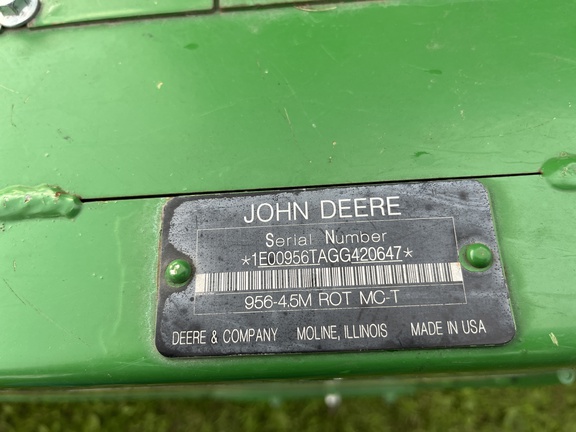 JOHN DEERE
Serial Number
*1E00956TAGG420647*
956-4.5M ROT MC-T
DEERE & COMPANY MOLINE, ILLINOIS MADE IN USA